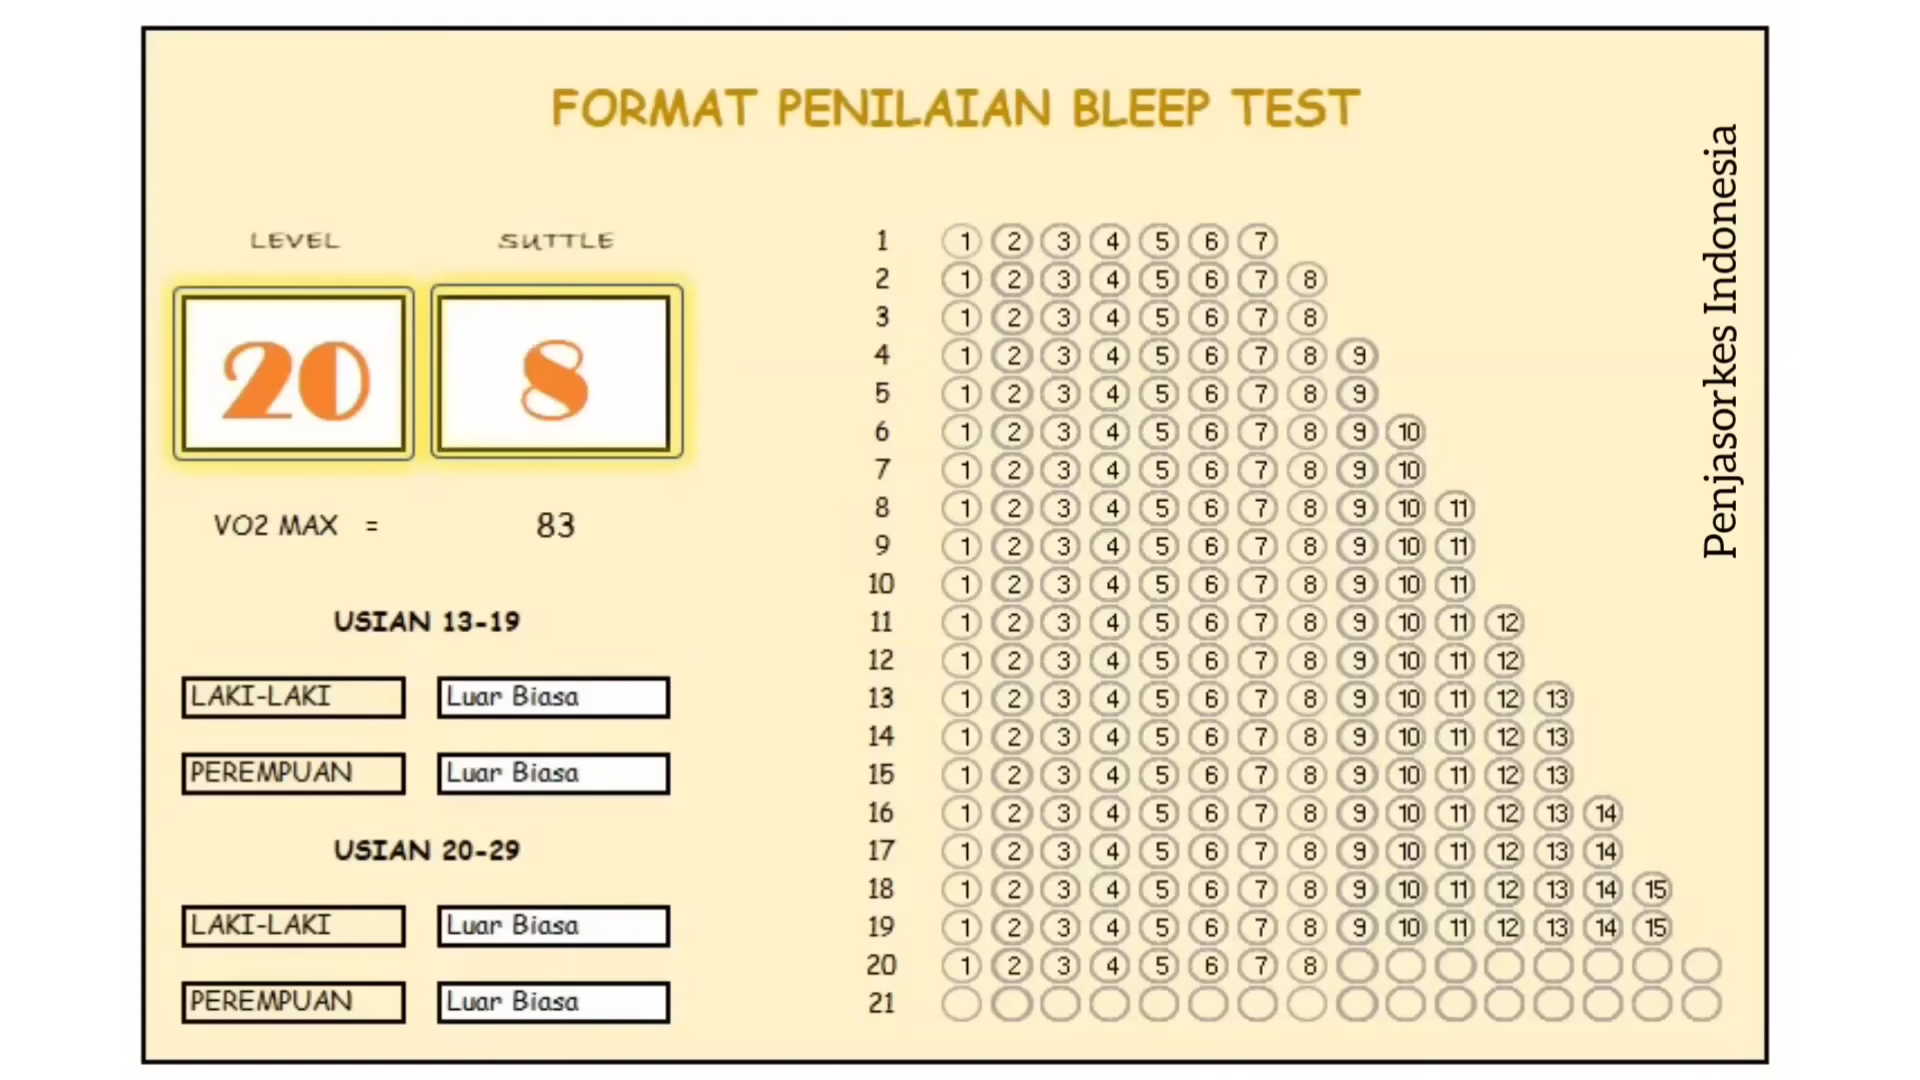 FORMAT PENILAIAN BLEEP TEST
Penjasorkes Indonesia
LEVEL SUTTLE
20 8
VO2 MAX = 83
USIAN 13-19
LAKI-LAKI Luar Biasa
PEREMPUAN Luar Biasa
USIAN 20-29
LAKI-LAKI Luar Biasa
PEREMPUAN Luar Biasa
1 1 2 3 4 5 6 7
2 1 2 3 4 5 6 7 8
3 1 2 3 4 5 6 7 8
4 1 2 3 4 5 6 7 8 9
5 1 2 3 4 5 6 7 8 9
6 1 2 3 4 5 6 7 8 9 10
7 1 2 3 4 5 6 7 8 9 10
8 1 2 3 4 5 6 7 8 9 10 11
9 1 2 3 4 5 6 7 8 9 10 11
10 1 2 3 4 5 6 7 8 9 10 11
11 1 2 3 4 5 6 7 8 9 10 11 12
12 1 2 3 4 5 6 7 8 9 10 11 12
13 1 2 3 4 5 6 7 8 9 10 11 12 13
14 1 2 3 4 5 6 7 8 9 10 11 12 13
15 1 2 3 4 5 6 7 8 9 10 11 12 13
16 1 2 3 4 5 6 7 8 9 10 11 12 13 14
17 1 2 3 4 5 6 7 8 9 10 11 12 13 14
18 1 2 3 4 5 6 7 8 9 10 11 12 13 14 15
19 1 2 3 4 5 6 7 8 9 10 11 12 13 14 15
20 1 2 3 4 5 6 7 8
21